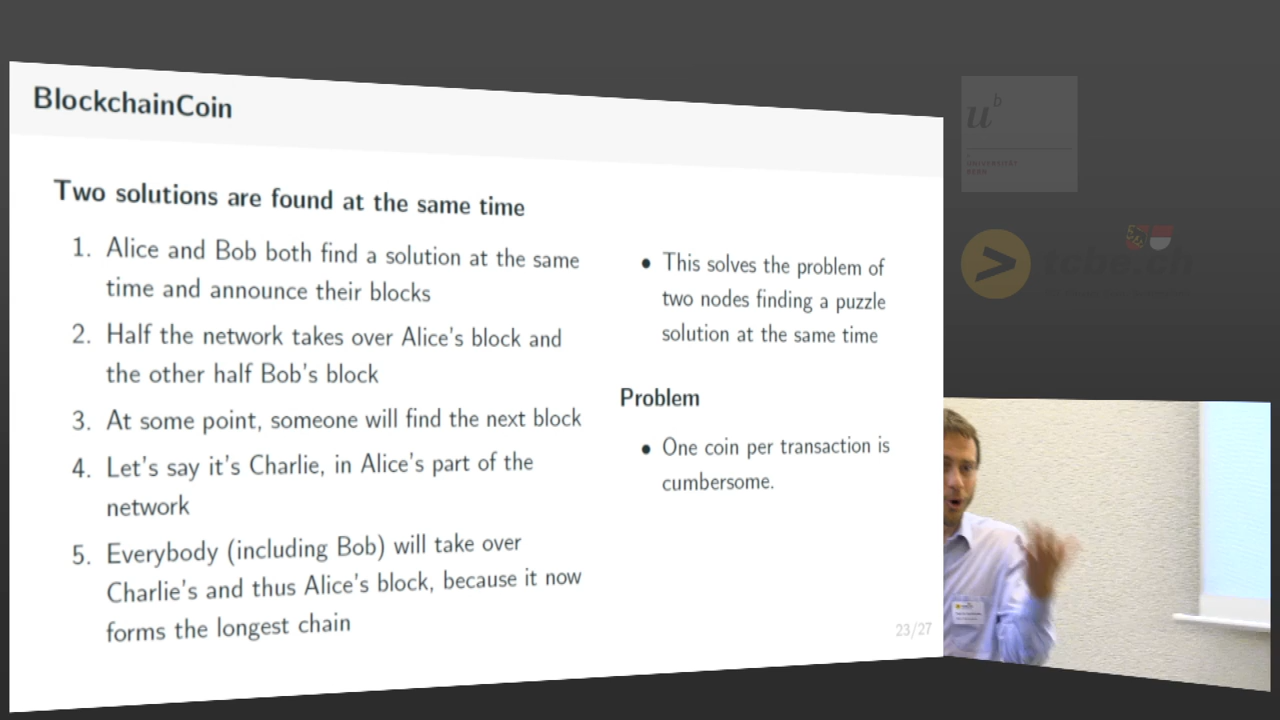 BlockchainCoin
Two solutions are found at the same time
1. Alice and Bob both find a solution at the same
time and announce their blocks
2. Half the network takes over Alice's block and
the other half Bob's block
3. At some point, someone will find the next block
4. Let's say it's Charlie, in Alice's part of the
network
5. Everybody (including Bob) will take over
Charlie's and thus Alice's block, because it now
forms the longest chain
• This solves the problem of
two nodes finding a puzzle
solution at the same time
Problem
• One coin per transaction is
cumbersome.
23/27
u^b
UNIVERSITÄT
BERN
tcbe.ch